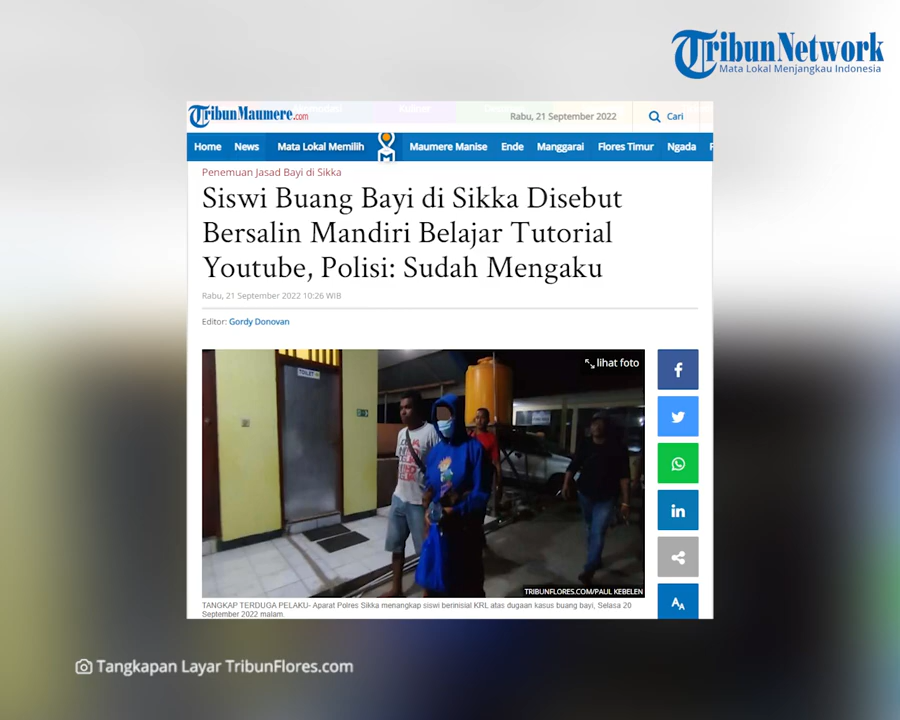 TribunNetwork
Mata Lokal Menjangkau Indonesia
TribunMaumere.com
Kuliner
Rabu, 21 September 2022
Cari
Home News Mata Lokal Memilih Maumere Manise Ende Manggarai Flores Timur Ngada
Penemuan Jasad Bayi di Sikka
Siswi Buang Bayi di Sikka Disebut
Bersalin Mandiri Belajar Tutorial
Youtube, Polisi: Sudah Mengaku
Rabu, 21 September 2022 10:26 WIB
Editor: Gordy Donovan
lihat foto
TOILET
TRIBUNFLORES.COM/PAUL KEBELEN
TANGKAP TERDUGA PELAKU- Aparat Polres Sikka menangkap siswi berinisial KRL atas dugaan kasus buang bayi, Selasa 20
September 2022 malam.
AA
Tangkapan Layar TribunFlores.com